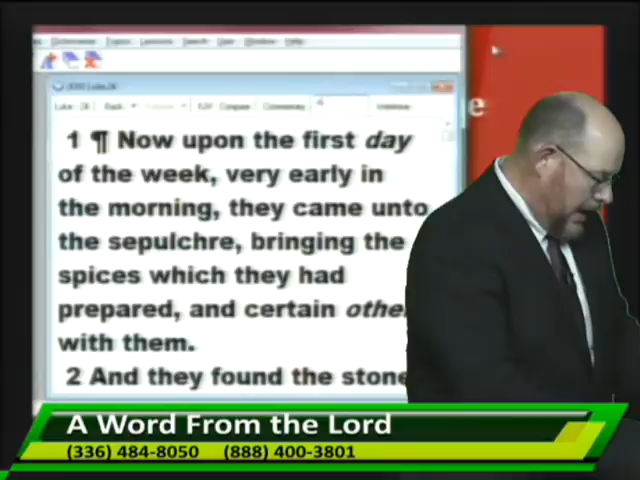 Help
1 ¶ Now upon the first day
of the week, very early in
the morning, they came unto
the sepulchre, bringing the
spices which they had
prepared, and certain othe
with them.
2 And they found the stone
e
A Word From the Lord
(336) 484-8050 (888) 400-3801